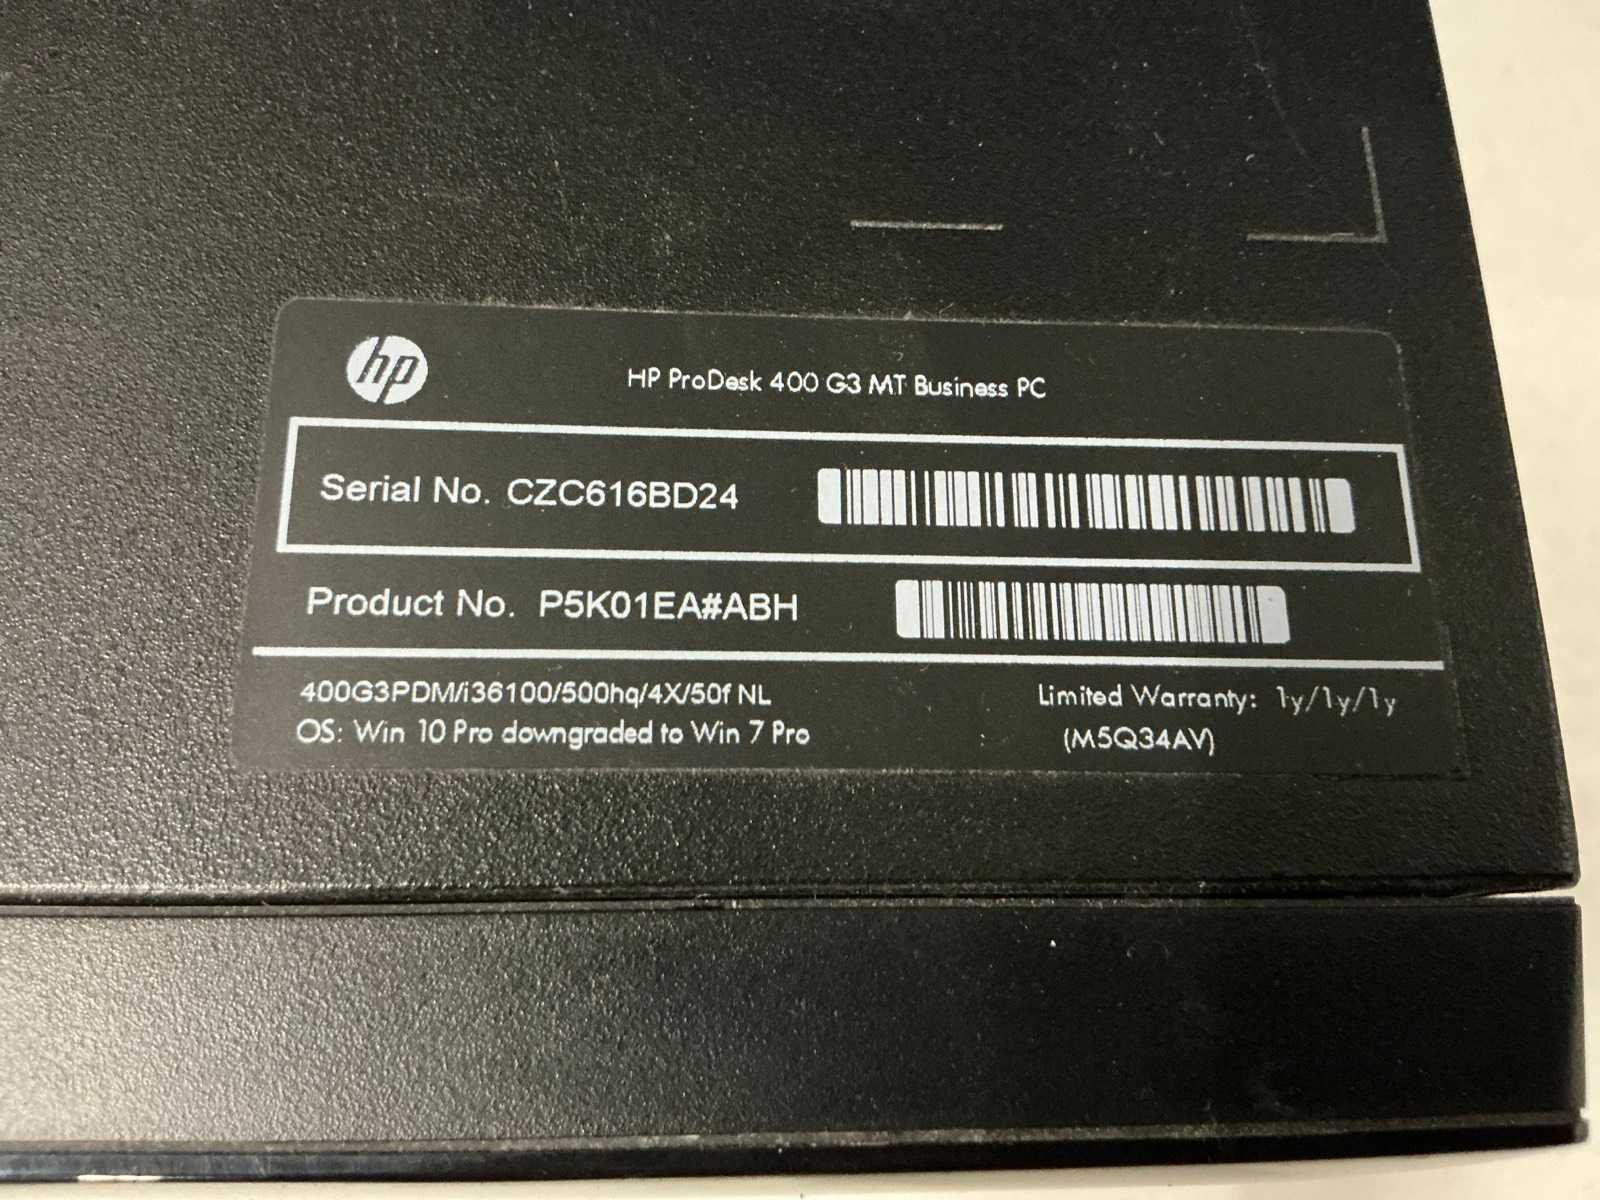 hp
HP ProDesk 400 G3 MT Business PC
Serial No. CZC616BD24
Product No. P5K01EA#ABH
400G3PDM/i36100/500hq/4X/50f NL
Limited Warranty: 1y/1y/1y
OS: Win 10 Pro downgraded to Win 7 Pro
(M5Q34AV)